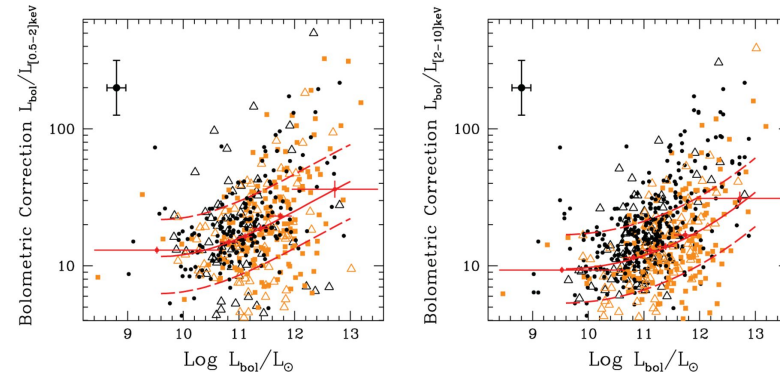 Bolometric Correction L_bol/L_[0.5-2]keV
100
10
9 10 11 12 13
Log L_bol/L_⊙
Bolometric Correction L_bol/L_[2-10]keV
100
10
9 10 11 12 13
Log L_bol/L_⊙